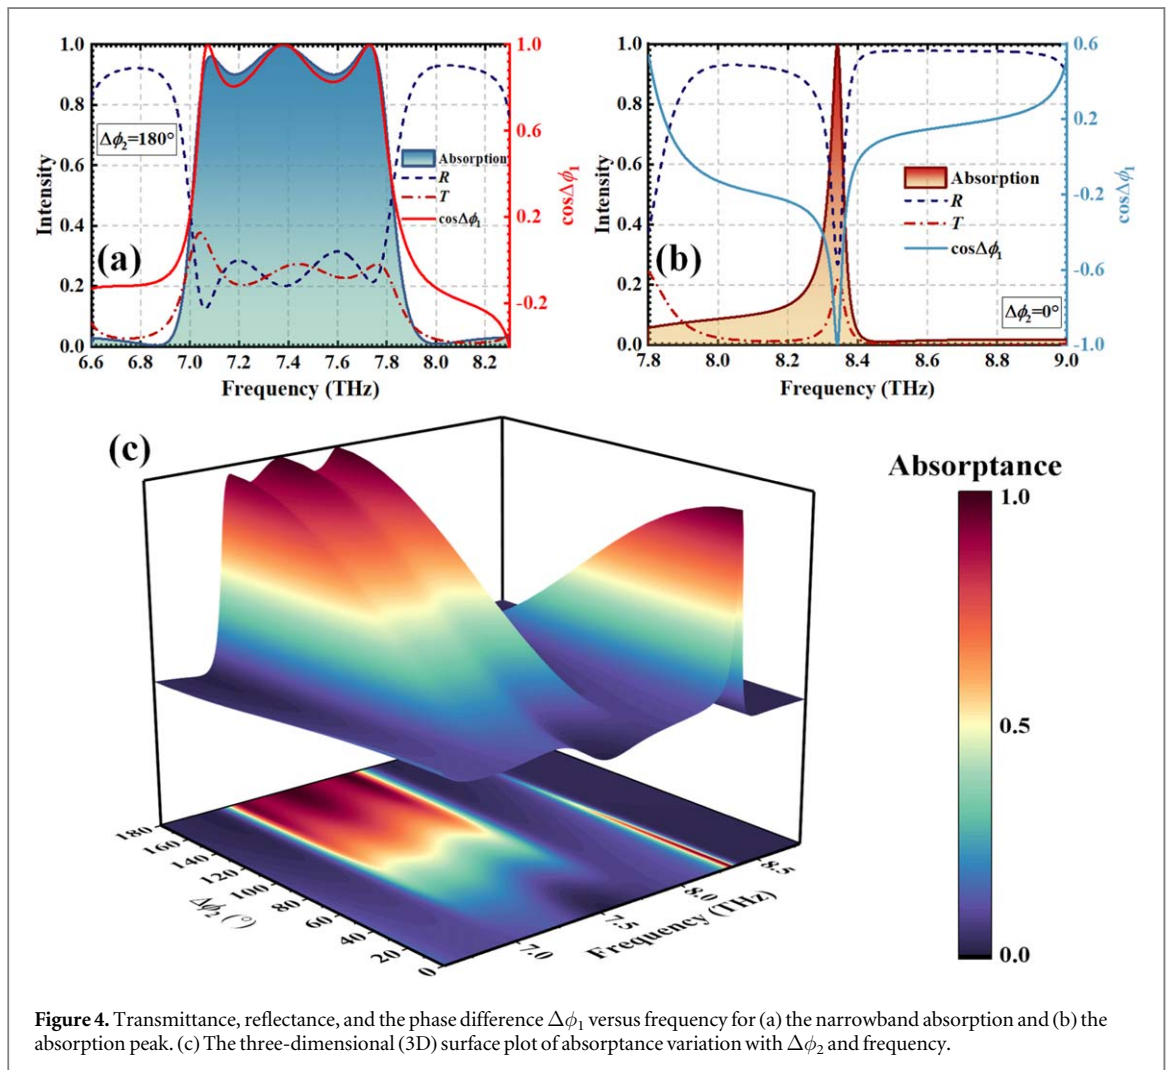 1.0
0.8
0.6
0.4
0.2
0.0
Intensity
Δϕ₂=180°
(a)
Absorption
R
T
cosΔϕ₁
1.0
0.6
0.2
-0.2
cosΔϕ₁
6.6 6.8 7.0 7.2 7.4 7.6 7.8 8.0 8.2
Frequency (THz)
1.0
0.8
0.6
0.4
0.2
0.0
Intensity
(b)
Absorption
R
T
cosΔϕ₁
Δϕ₂=0°
0.6
0.2
-0.2
-0.6
-1.0
cosΔϕ₁
7.8 8.0 8.2 8.4 8.6 8.8 9.0
Frequency (THz)
(c)
180
160
140
120
100
80
60
40
20
0
Δϕ₂ (°)
7.0
7.5
8.0
8.5
Frequency (THz)
Absorptance
1.0
0.5
0.0
Figure 4. Transmittance, reflectance, and the phase difference Δϕ₁ versus frequency for (a) the narrowband absorption and (b) the
absorption peak. (c) The three-dimensional (3D) surface plot of absorptance variation with Δϕ₂ and frequency.